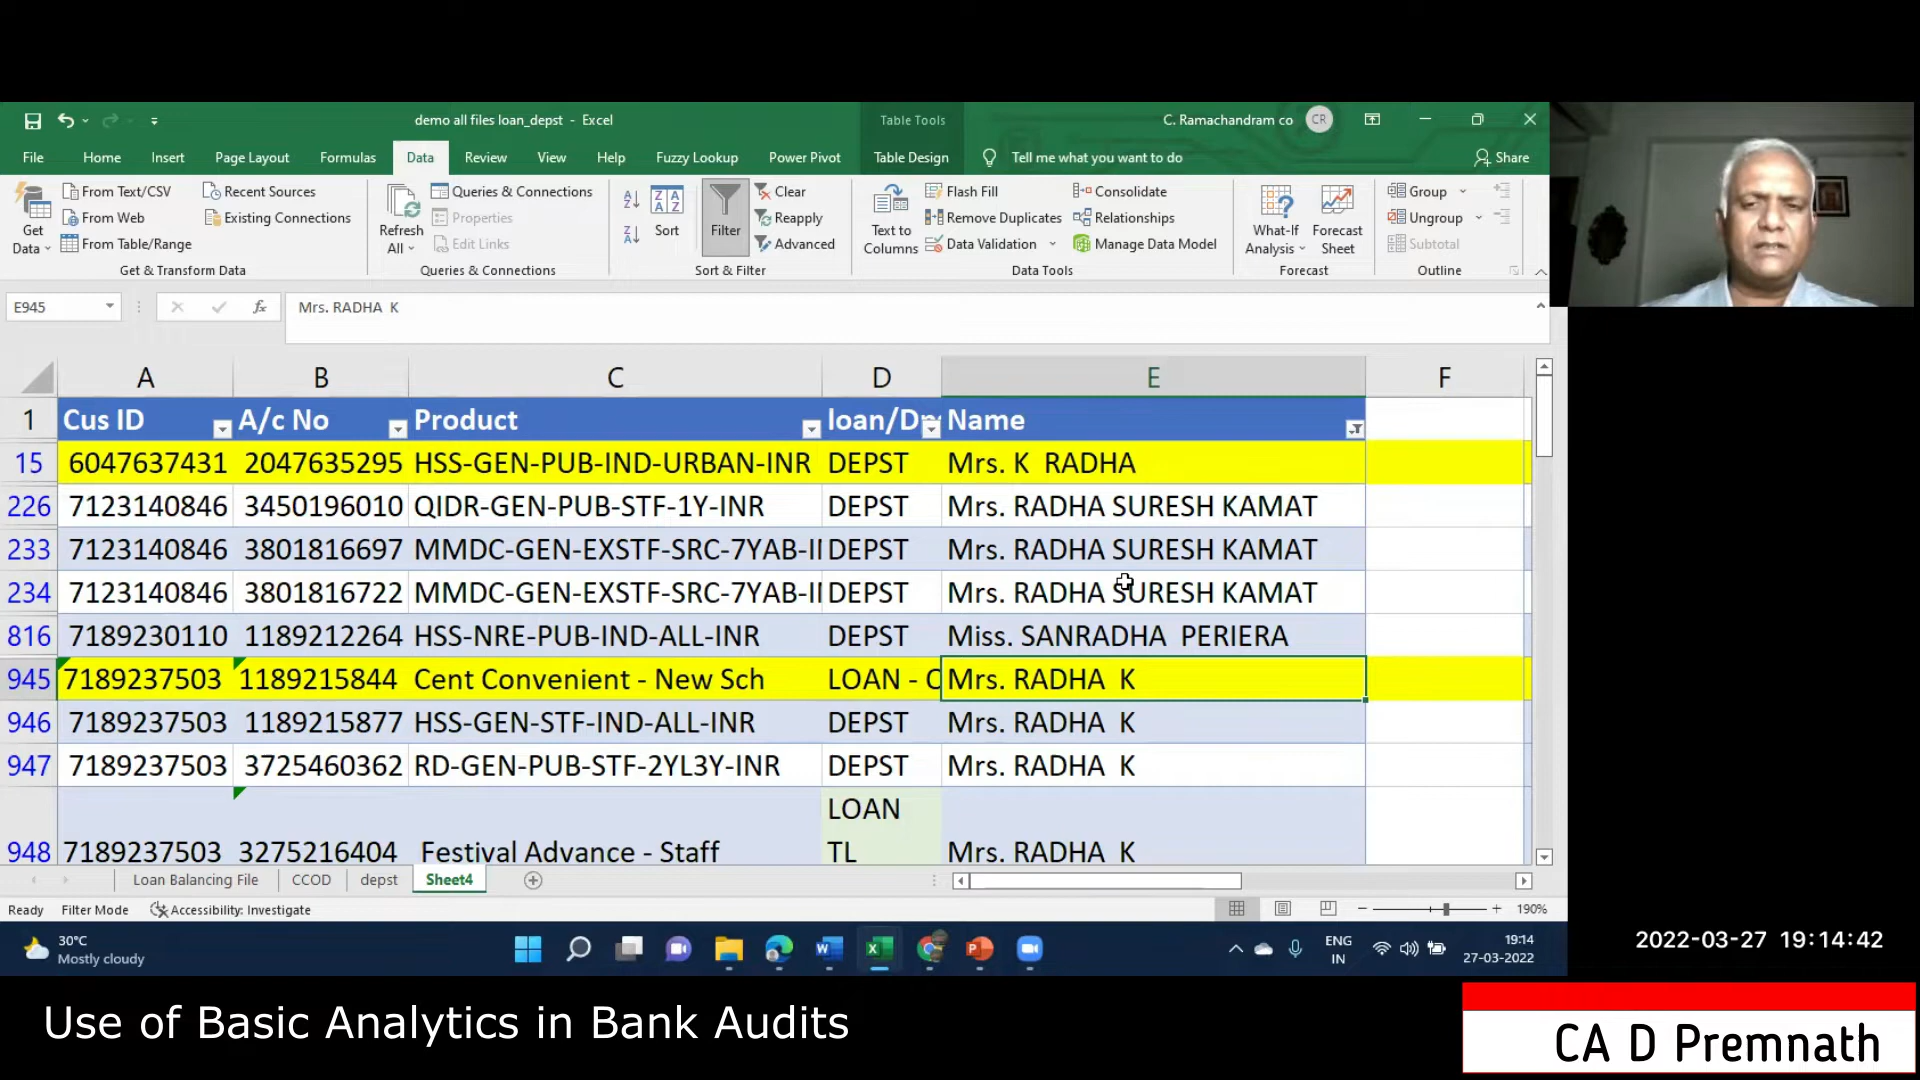 demo all files loan_depst - Excel
Table Tools
C. Ramachandram co CR
File Home Insert Page Layout Formulas Data Review View Help Fuzzy Lookup Power Pivot Table Design Tell me what you want to do Share
Get Data
From Text/CSV
From Web
From Table/Range
Recent Sources
Existing Connections
Get & Transform Data
Refresh All
Queries & Connections
Properties
Edit Links
Queries & Connections
Sort
Filter
Clear
Reapply
Advanced
Sort & Filter
Text to Columns
Flash Fill
Remove Duplicates
Data Validation
Consolidate
Relationships
Manage Data Model
Data Tools
What-If Analysis
Forecast Sheet
Forecast
Group
Ungroup
Subtotal
Outline
E945 fx Mrs. RADHA  K
A B C D E F
1 Cus ID A/c No Product Name
15 6047637431 2047635295 HSS-GEN-PUB-IND-URBAN-INR DEPST Mrs. K  RADHA
226 7123140846 3450196010 QIDR-GEN-PUB-STF-1Y-INR DEPST Mrs. RADHA SURESH KAMAT
233 7123140846 3801816697 MMDC-GEN-EXSTF-SRC-7YAB-I DEPST Mrs. RADHA SURESH KAMAT
234 7123140846 3801816722 MMDC-GEN-EXSTF-SRC-7YAB-I DEPST Mrs. RADHA SURESH KAMAT
816 7189230110 1189212264 HSS-NRE-PUB-IND-ALL-INR DEPST Miss. SANRADHA  PERIERA
945 7189237503 1189215844 Cent Convenient - New Sch LOAN - C Mrs. RADHA  K
946 7189237503 1189215877 HSS-GEN-STF-IND-ALL-INR DEPST Mrs. RADHA  K
947 7189237503 3725460362 RD-GEN-PUB-STF-2YL3Y-INR DEPST Mrs. RADHA  K
LOAN
948 7189237503 3275216404 Festival Advance - Staff TL Mrs. RADHA  K
Loan Balancing File CCOD depst Sheet4
Ready Filter Mode Accessibility: Investigate 190%
30°C
Mostly cloudy
ENG
IN
19:14
27-03-2022
2022-03-27 19:14:42
Use of Basic Analytics in Bank Audits
CA D Premnath